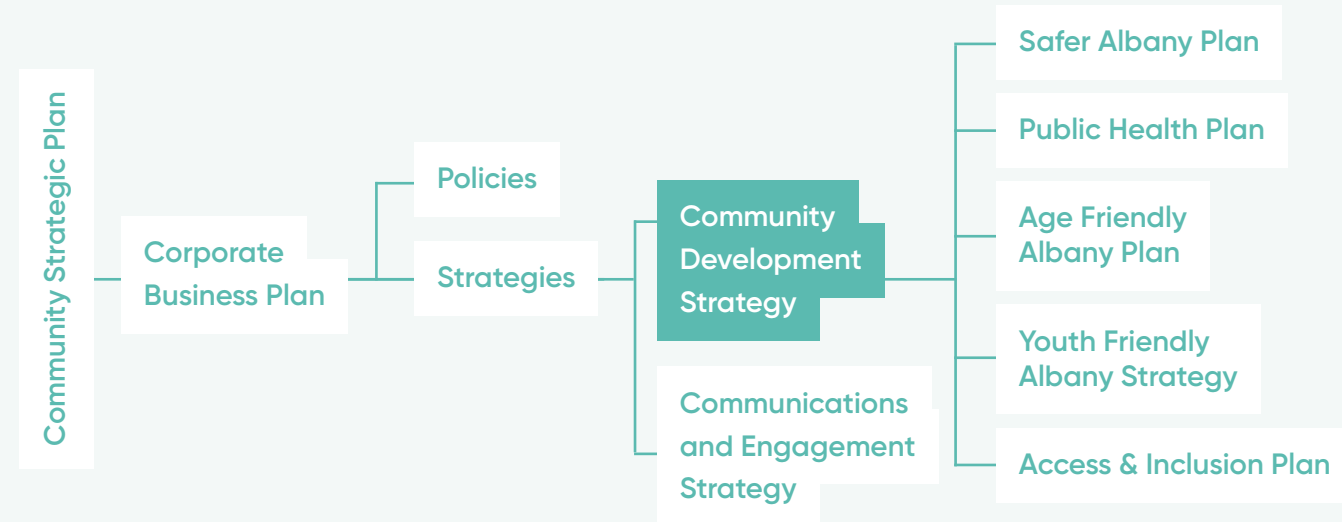 Community Strategic Plan
Corporate
Business Plan
Policies
Strategies
Community
Development
Strategy
Communications
and Engagement
Strategy
Safer Albany Plan
Public Health Plan
Age Friendly
Albany Plan
Youth Friendly
Albany Strategy
Access & Inclusion Plan